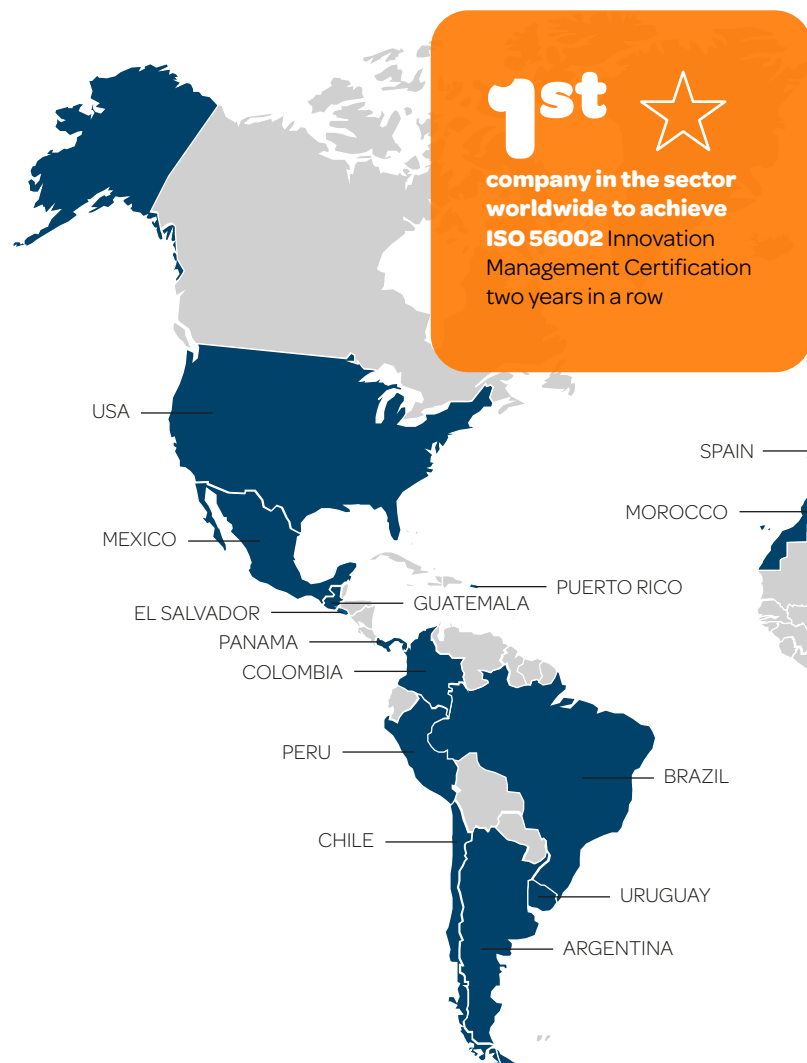 1st
company in the sector
worldwide to achieve
ISO 56002 Innovation
Management Certification
two years in a row
USA
SPAIN
MOROCCO
MEXICO
PUERTO RICO
GUATEMALA
EL SALVADOR
PANAMA
COLOMBIA
PERU
BRAZIL
CHILE
URUGUAY
ARGENTINA